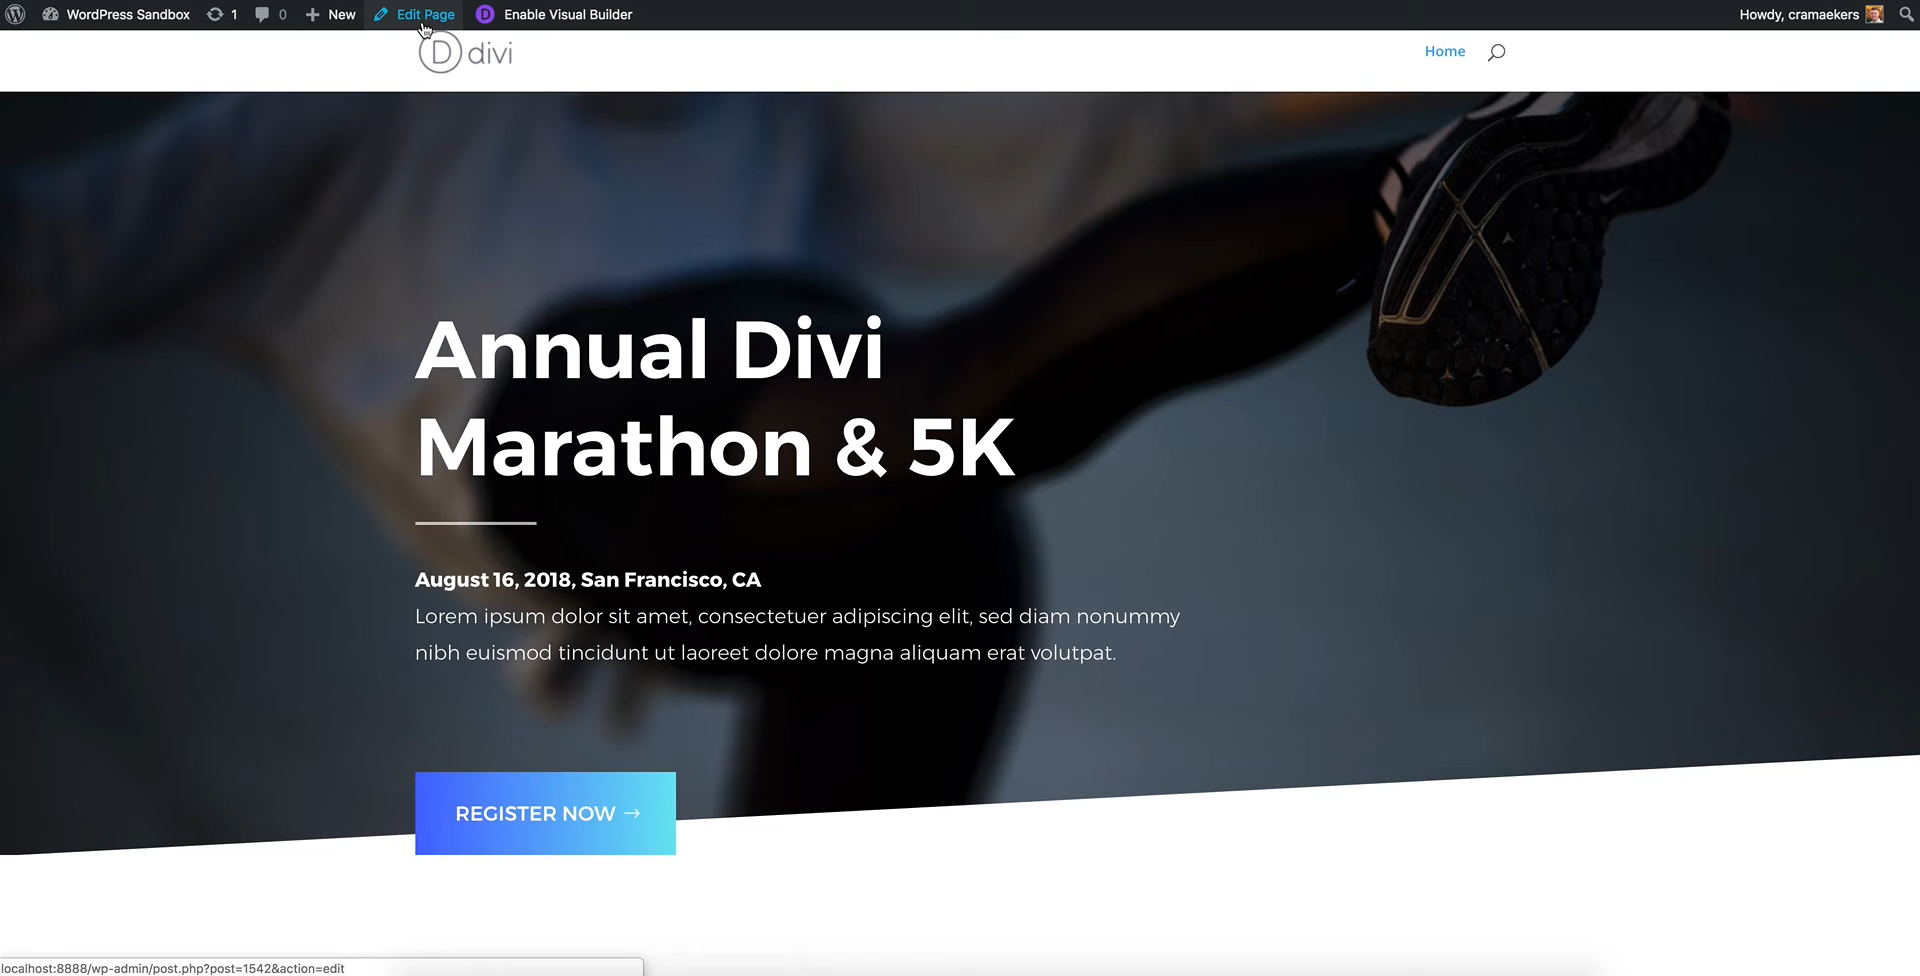 WordPress Sandbox 1 0 New Edit Page D Enable Visual Builder Howdy, cramaekers
D divi Home
Annual Divi
Marathon & 5K
August 16, 2018, San Francisco, CA
Lorem ipsum dolor sit amet, consectetuer adipiscing elit, sed diam nonummy
nibh euismod tincidunt ut laoreet dolore magna aliquam erat volutpat.
REGISTER NOW →
localhost:8888/wp-admin/post.php?post=1542&action=edit